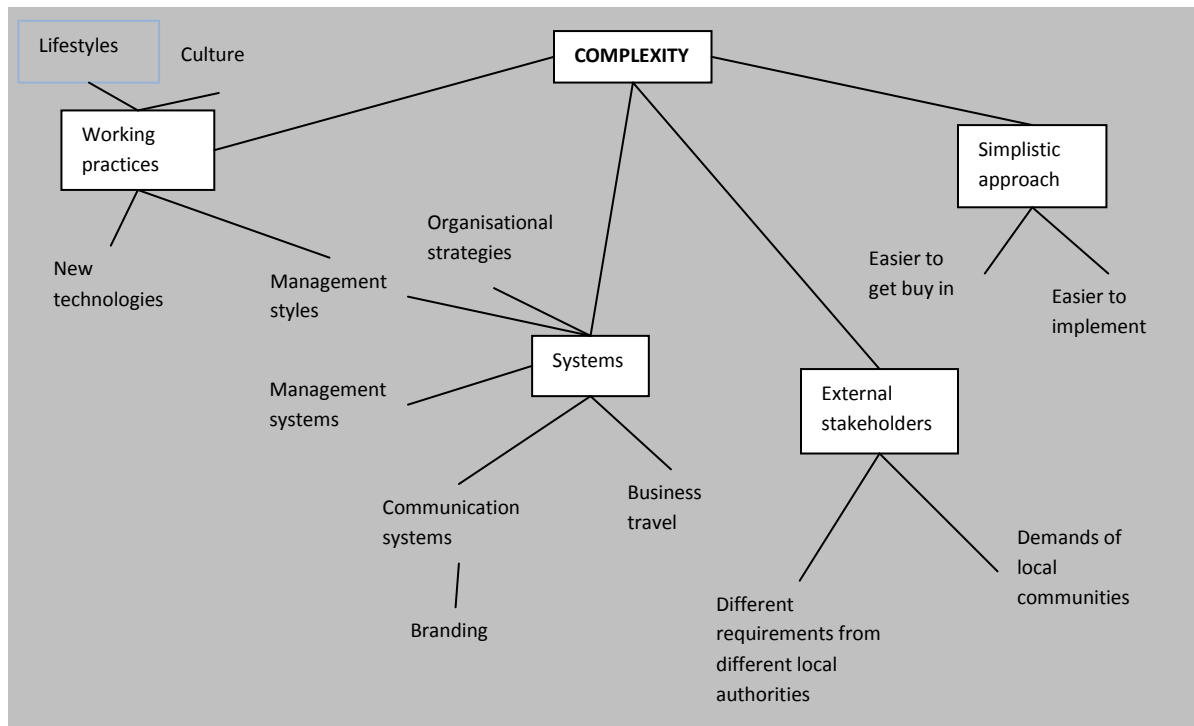 Lifestyles
Culture
COMPLEXITY
Working
practices
Simplistic
approach
Organisational
strategies
New
technologies
Management
styles
Easier to
get buy in
Easier to
implement
Systems
Management
systems
External
stakeholders
Communication
systems
Business
travel
Demands of
local
communities
Branding
Different
requirements from
different local
authorities